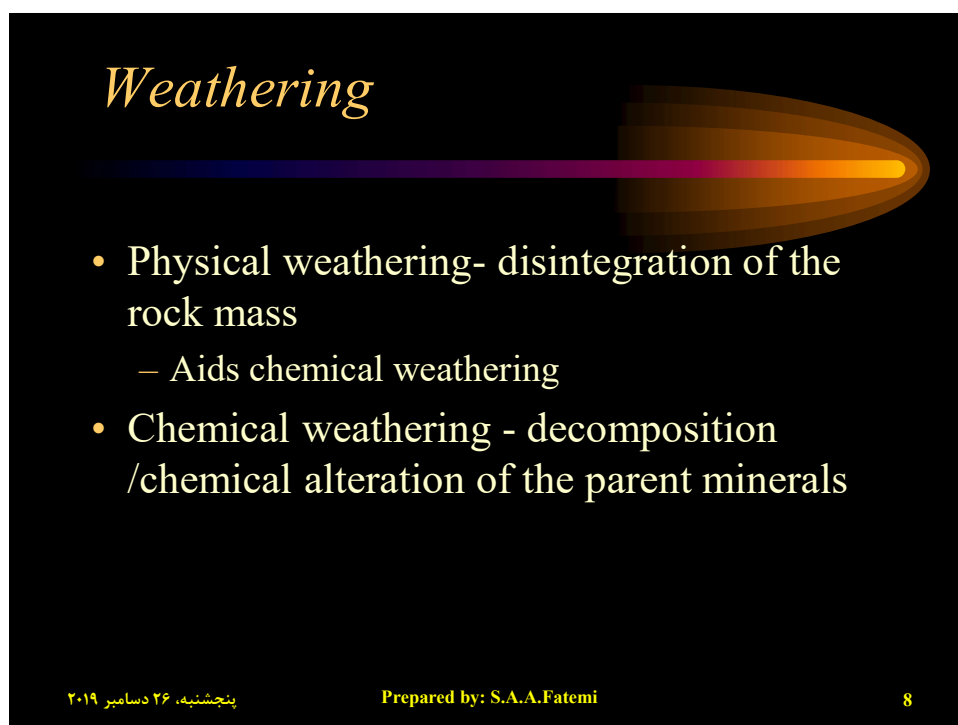 Weathering
• Physical weathering- disintegration of the
rock mass
– Aids chemical weathering
• Chemical weathering - decomposition
/chemical alteration of the parent minerals
پنجشنبه، ۲۶ دسامبر ۲۰۱۹
Prepared by: S.A.A.Fatemi
8